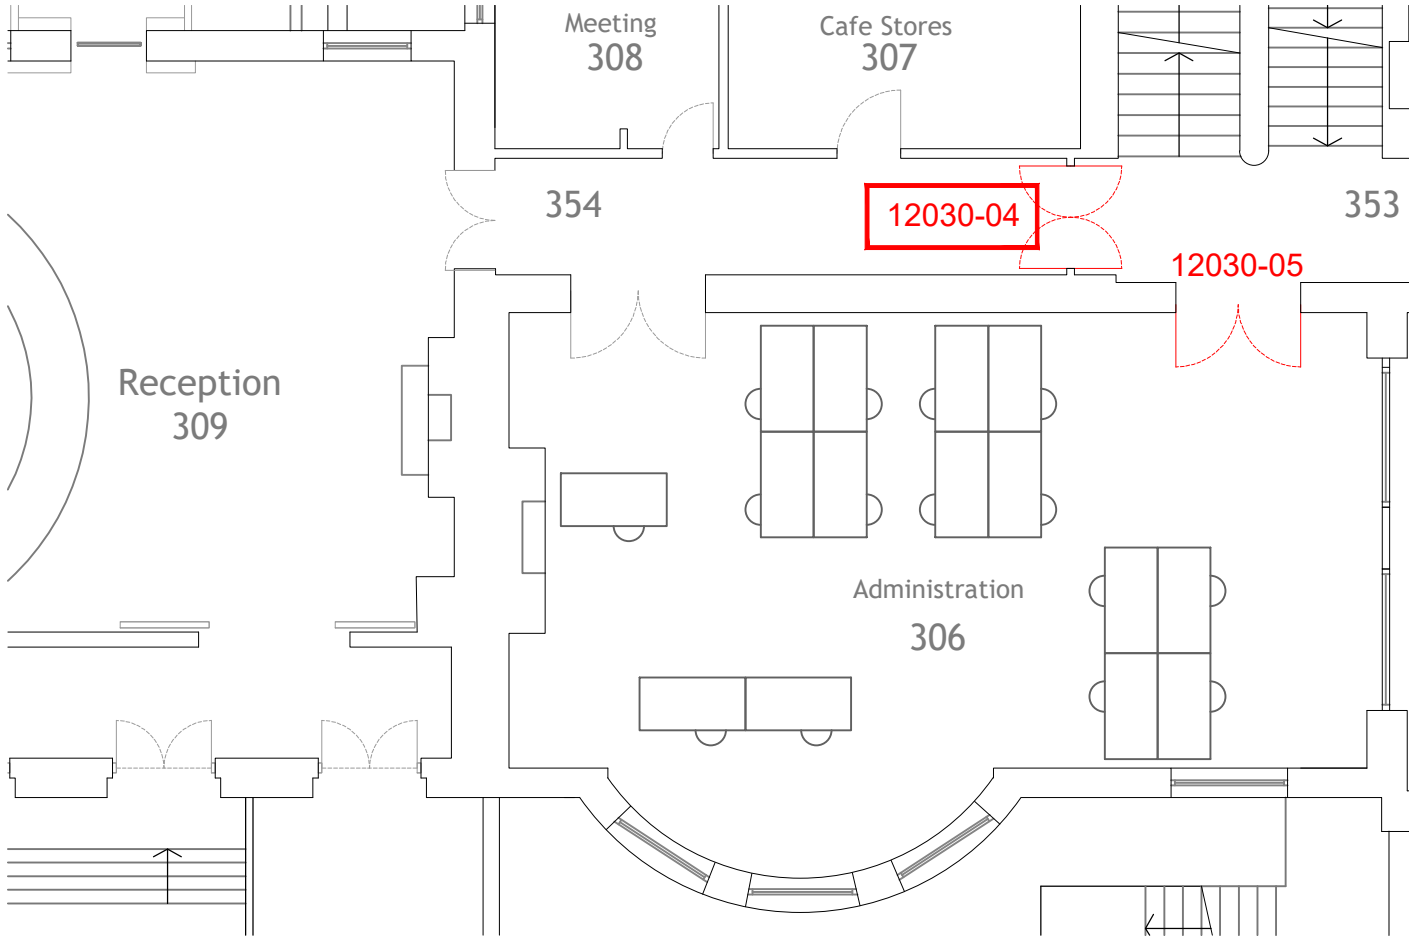 Meeting
308
Cafe Stores
307
354
12030-04
353
12030-05
Reception
309
Administration
306